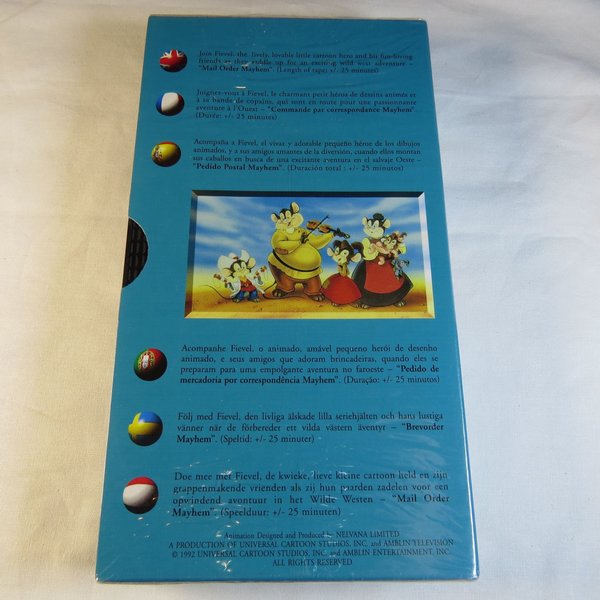 Join Fievel, the lively, lovable little cartoon hero and his fun-loving
friends as they saddle up for an exciting wild west adventure –
"Mail Order Mayhem". (Length of tape: +/- 25 minutes)
Joignez-vous à Fievel, le charmant petit héros de dessins animés et
à sa bande de copains, qui sont en route pour une passionnante
aventure à l'Ouest – "Commande par correspondance Mayhem".
(Durée: +/- 25 minutes)
Acompaña a Fievel, el vivaz y adorable pequeño héroe de los dibujos
animados, y a sus amigos amantes de la diversión, cuando ellos montan
sus caballos en busca de una excitante aventura en el salvaje Oeste –
"Pedido Postal Mayhem". (Duración total : +/- 25 minutos)
Acompanhe Fievel, o animado, amável pequeno herói de desenho
animado, e seus amigos que adoram brincadeiras, quando eles se
preparam para uma empolgante aventura no faroeste – "Pedido de
mercadoria por correspondência Mayhem". (Duração: +/- 25 minutos)
Följ med Fievel, den livliga älskade lilla seriehjälten och hans lustiga
vänner när de förbereder ett vilda västern äventyr – "Brevorder
Mayhem". (Speltid: +/- 25 minuter)
Doe mee met Fievel, de kwieke, lieve kleine cartoon held en zijn
grappenmakende vrienden als zij hun paarden zadelen voor een
opwindend avontuur in het Wilde Westen – "Mail Order
Mayhem". (Speelduur: +/- 25 minuten)
Animation Designed and Produced by NELVANA LIMITED
A PRODUCTION OF UNIVERSAL CARTOON STUDIOS, INC. and AMBLIN TELEVISION
© 1992 UNIVERSAL CARTOON STUDIOS, INC. and AMBLIN ENTERTAINMENT, INC.
ALL RIGHTS RESERVED